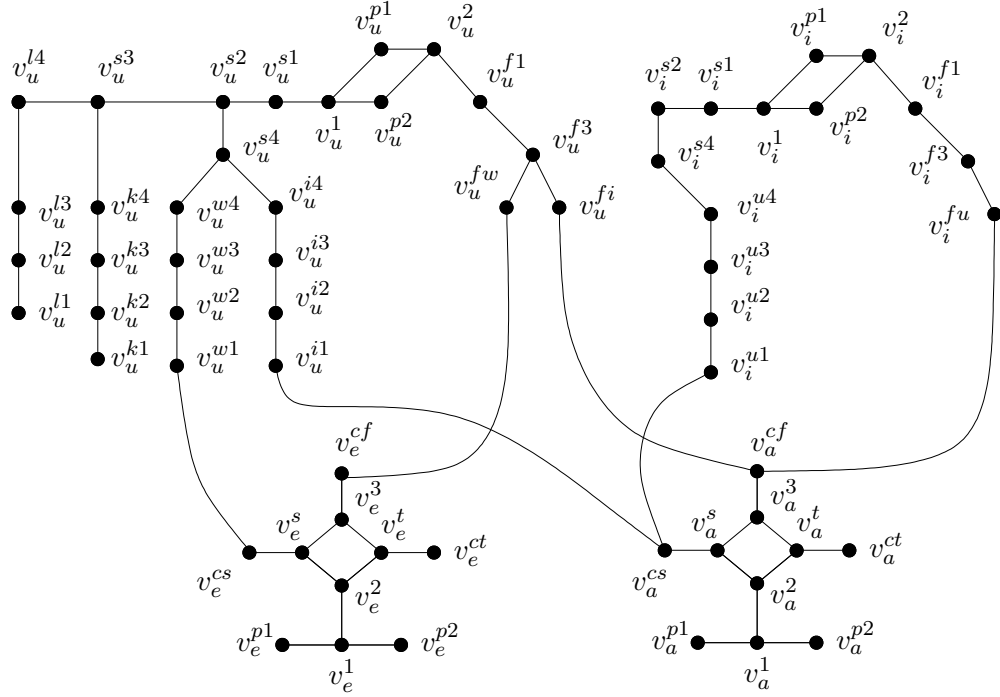 v_u^{p1} v_u^2 v_i^{p1} v_i^2
v_u^{l4} v_u^{s3} v_u^{s2} v_u^{s1} v_u^{f1} v_i^{s2} v_i^{s1} v_i^{f1}
v_u^1 v_u^{p2} v_i^1 v_i^{p2}
v_u^{s4} v_u^{f3} v_i^{s4} v_i^{f3}
v_u^{l3} v_u^{k4} v_u^{w4} v_u^{i4} v_u^{fw} v_u^{fi} v_i^{u4} v_i^{fu}
v_u^{l2} v_u^{k3} v_u^{w3} v_u^{i3} v_i^{u3}
v_u^{l1} v_u^{k2} v_u^{w2} v_u^{i2} v_i^{u2}
v_u^{k1} v_u^{w1} v_u^{i1} v_i^{u1}
v_e^{cf} v_a^{cf}
v_e^3 v_a^3
v_e^s v_e^t v_a^s v_a^t
v_e^{cs} v_e^{ct} v_a^{cs} v_a^{ct}
v_e^2 v_a^2
v_e^{p1} v_e^{p2} v_a^{p1} v_a^{p2}
v_e^1 v_a^1